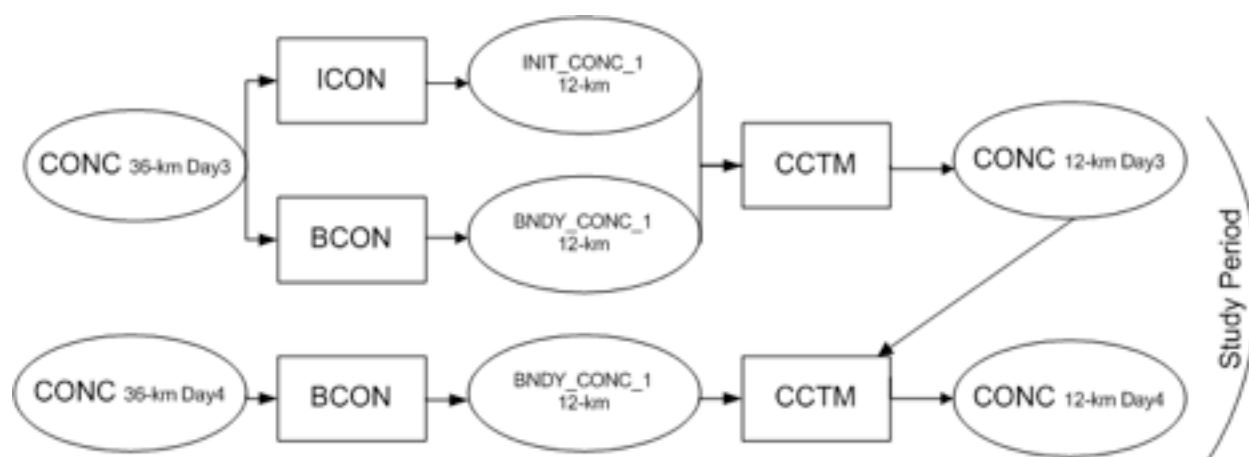 ICON
INIT_CONC_1
12-km
CONC 36-km Day3
CCTM
CONC 12-km Day3
BCON
BNDY_CONC_1
12-km
Study Period
CONC 36-km Day4
BCON
BNDY_CONC_1
12-km
CCTM
CONC 12-km Day4